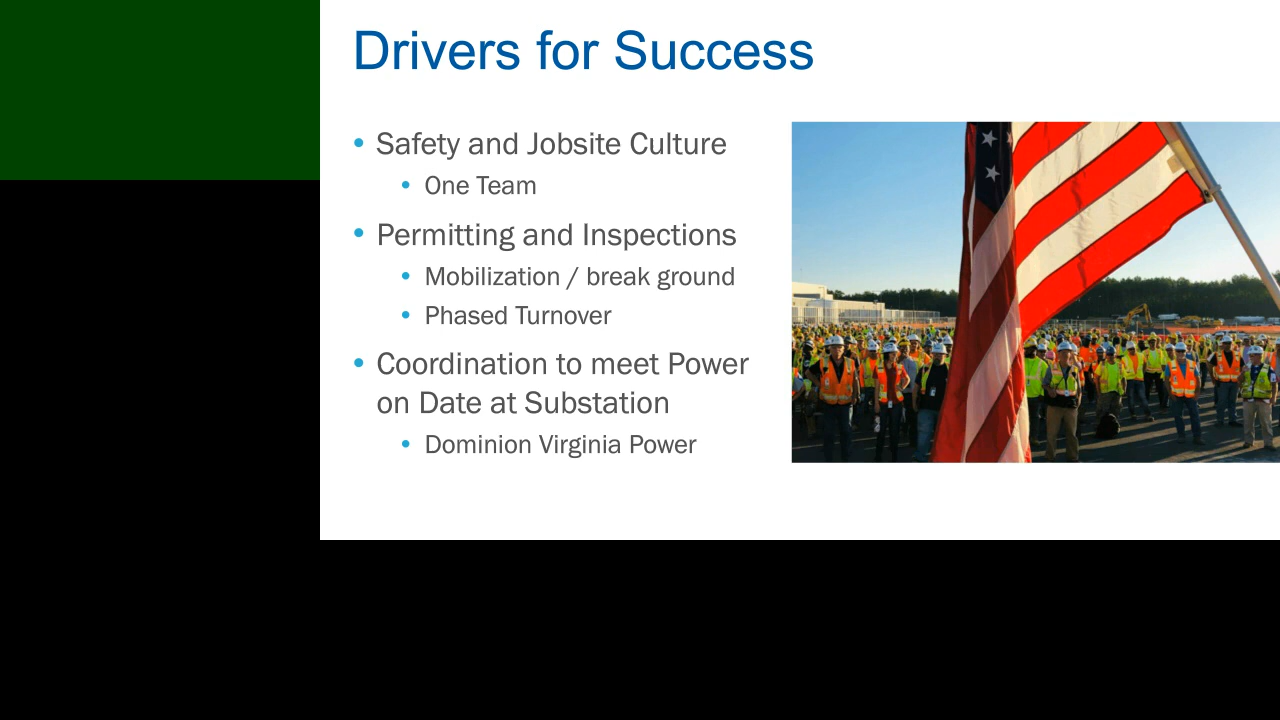 Drivers for Success
• Safety and Jobsite Culture
• One Team
• Permitting and Inspections
• Mobilization / break ground
• Phased Turnover
• Coordination to meet Power
on Date at Substation
• Dominion Virginia Power